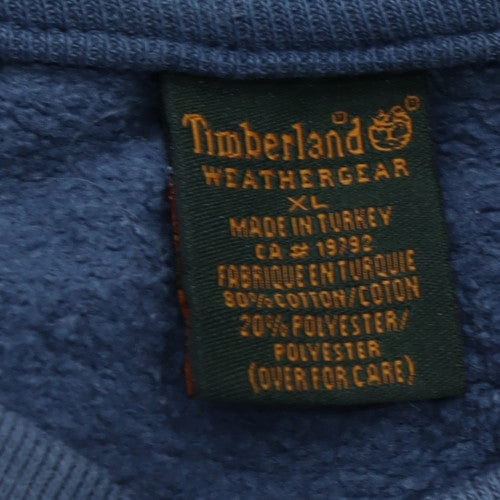 Timberland
WEATHERGEAR
XL
MADE IN TURKEY
CA # 19792
FABRIQUE EN TURQUIE
80% COTTON/COTON
20% POLYESTER/
POLYESTER
(OVER FOR CARE)